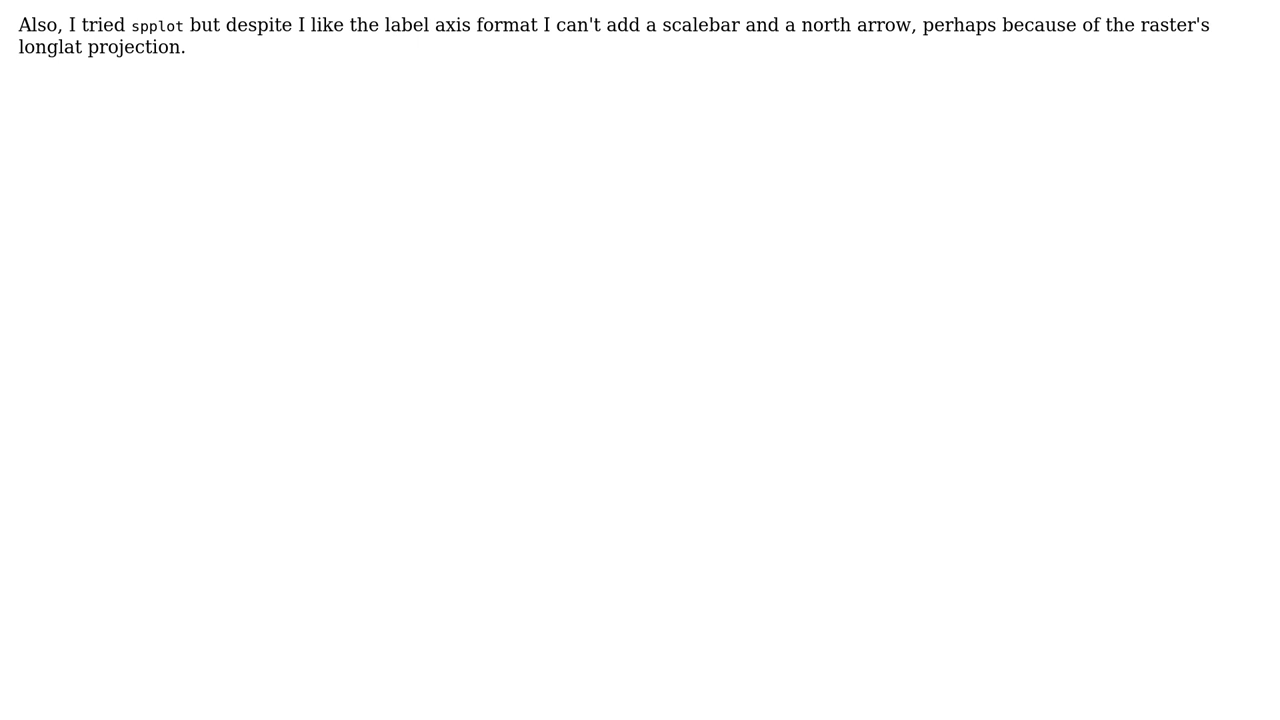 Also, I tried spplot but despite I like the label axis format I can't add a scalebar and a north arrow, perhaps because of the raster's
longlat projection.